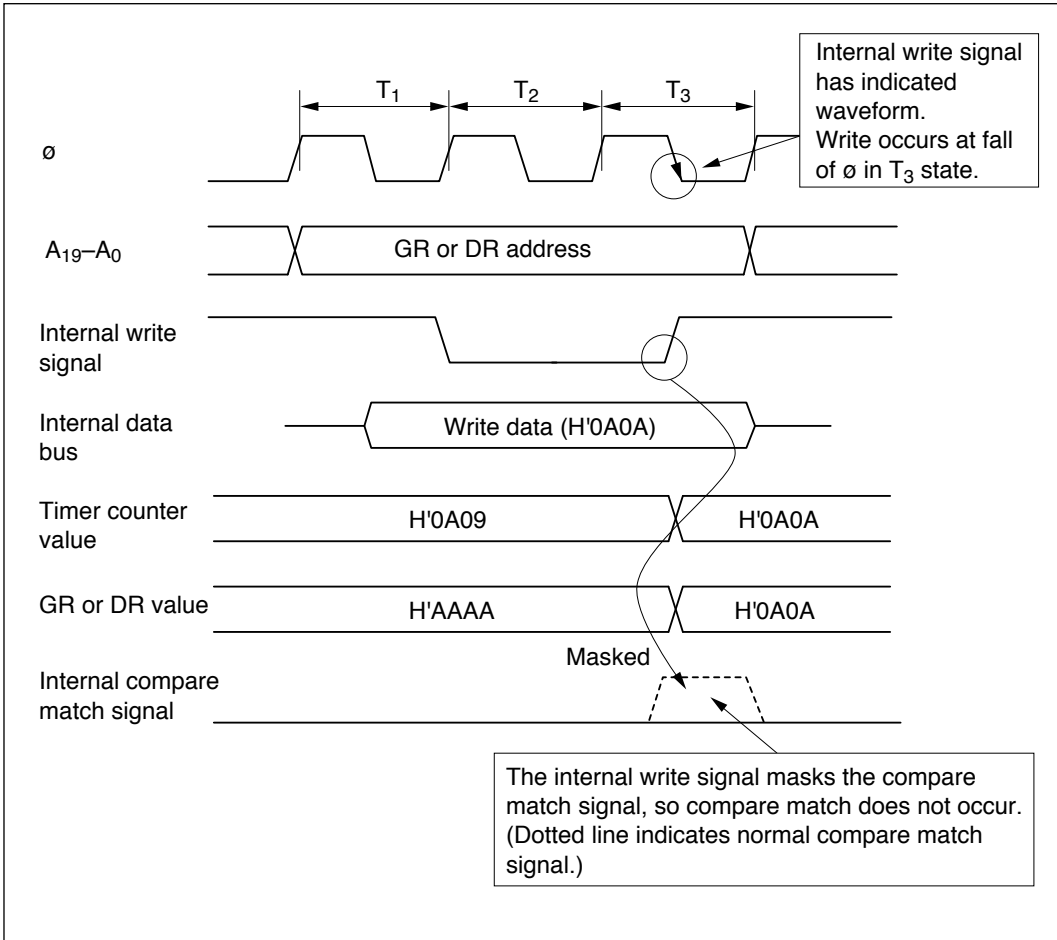 Internal write signal
has indicated
waveform.
Write occurs at fall
of ø in T3 state.
T1
T2
T3
ø
A19–A0
GR or DR address
Internal write
signal
Internal data
bus
Write data (H'0A0A)
Timer counter
value
H'0A09
H'0A0A
GR or DR value
H'AAAA
H'0A0A
Masked
Internal compare
match signal
The internal write signal masks the compare
match signal, so compare match does not occur.
(Dotted line indicates normal compare match
signal.)